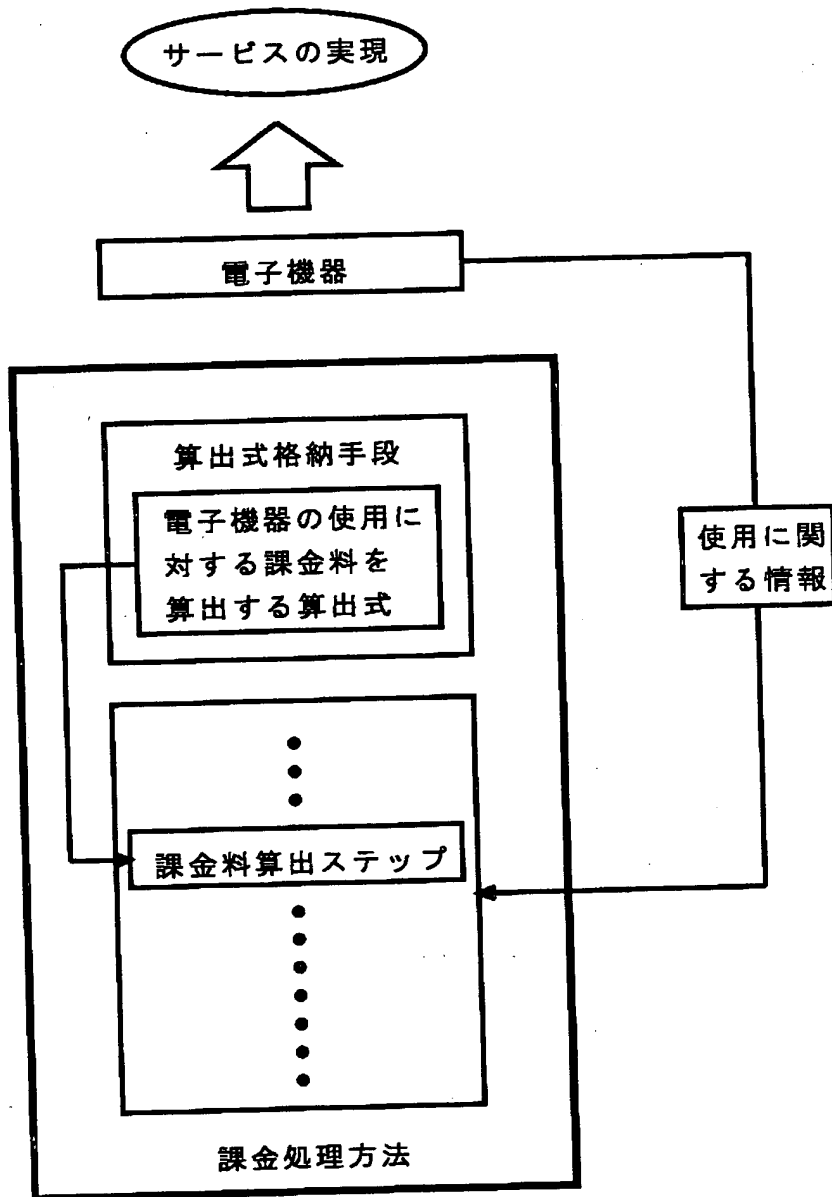 サービスの実現
電子機器
算出式格納手段
電子機器の使用に
対する課金料を
算出する算出式
使用に関
する情報
課金料算出ステップ
課金処理方法